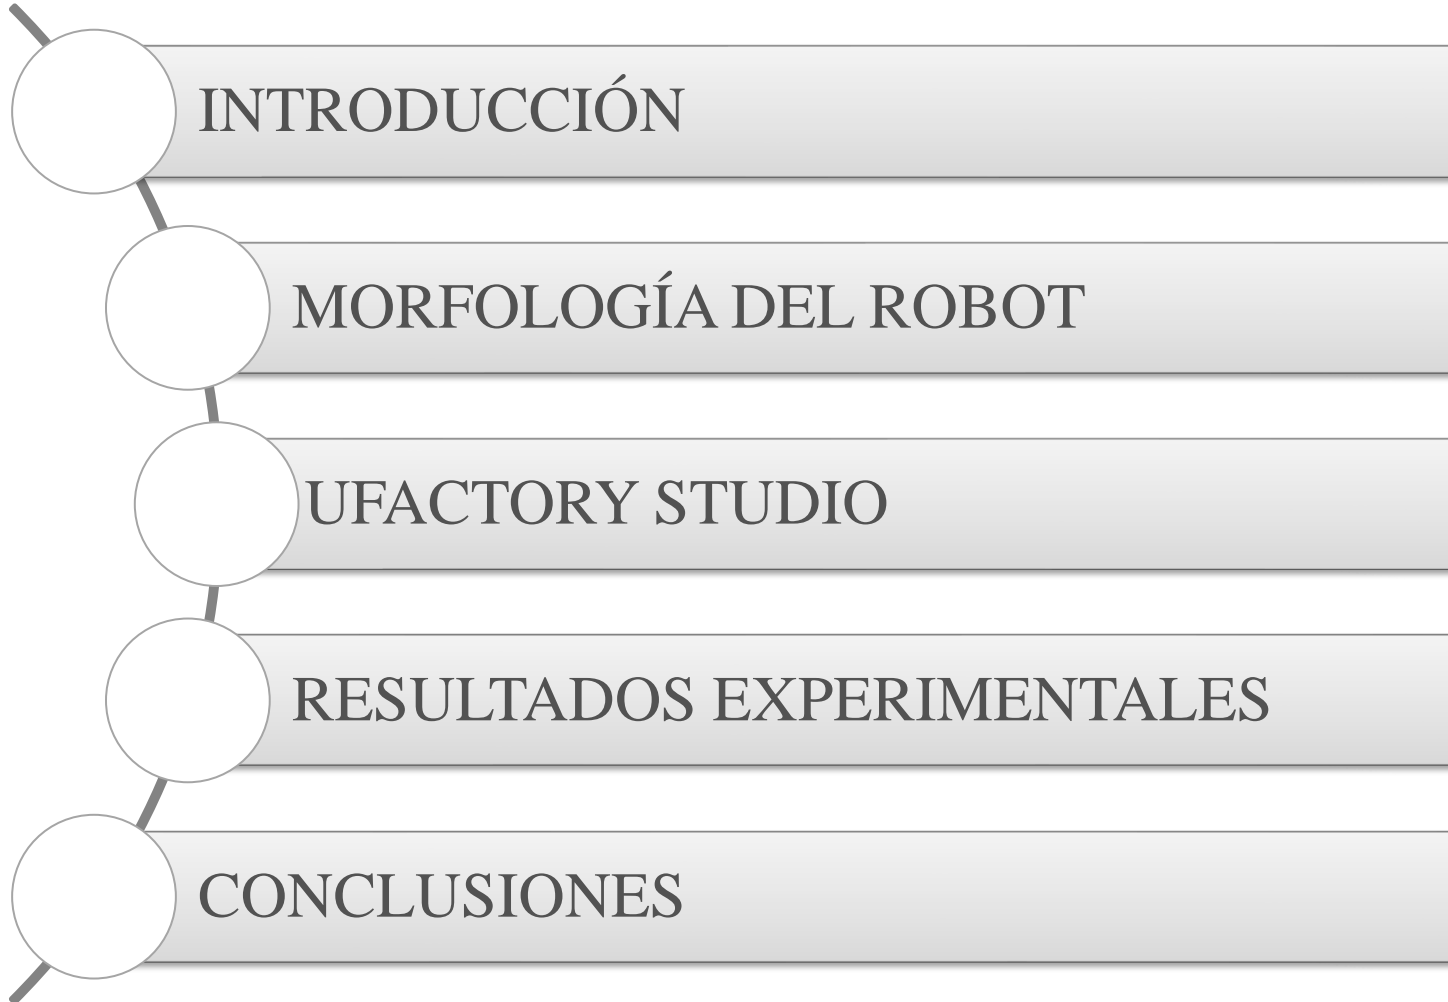 INTRODUCCIÓN
MORFOLOGÍA DEL ROBOT
UFACTORY STUDIO
RESULTADOS EXPERIMENTALES
CONCLUSIONES